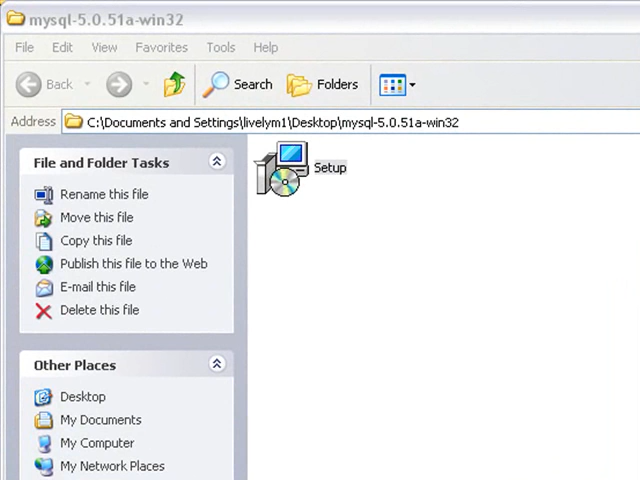 mysql-5.0.51a-win32
File Edit View Favorites Tools Help
Back Search Folders
Address C:\Documents and Settings\livelym1\Desktop\mysql-5.0.51a-win32
File and Folder Tasks
Setup
Rename this file
Move this file
Copy this file
Publish this file to the Web
E-mail this file
Delete this file
Other Places
Desktop
My Documents
My Computer
My Network Places